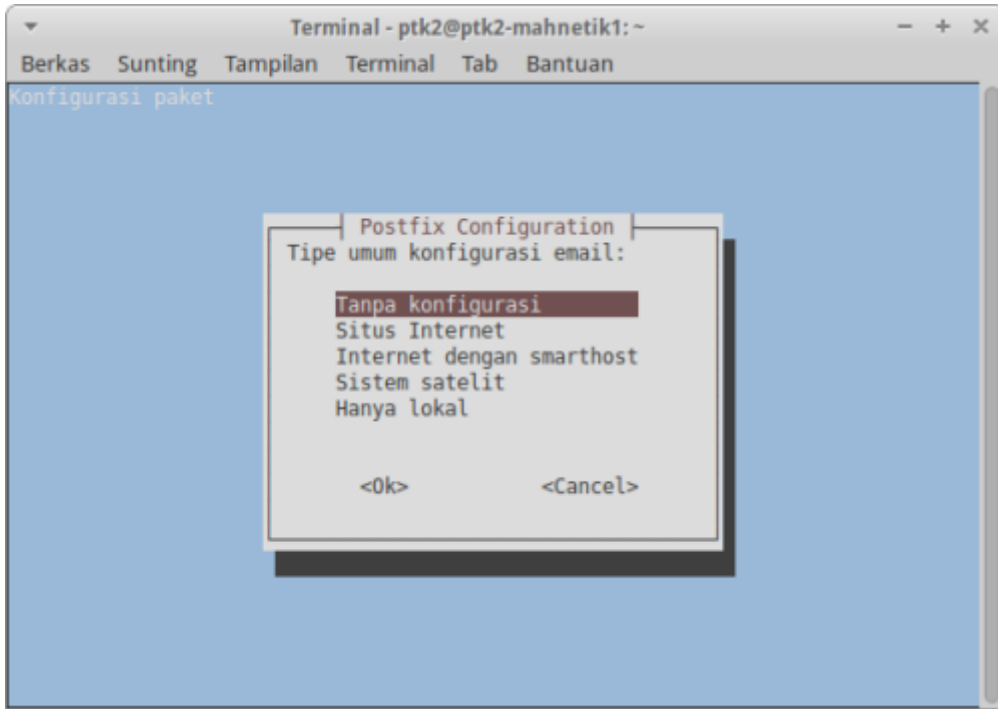 Terminal - ptk2@ptk2-mahnetik1: ~
Berkas Sunting Tampilan Terminal Tab Bantuan
Konfigurasi paket
Postfix Configuration
Tipe umum konfigurasi email:
Tanpa konfigurasi
Situs Internet
Internet dengan smarthost
Sistem satelit
Hanya lokal
<Ok> <Cancel>